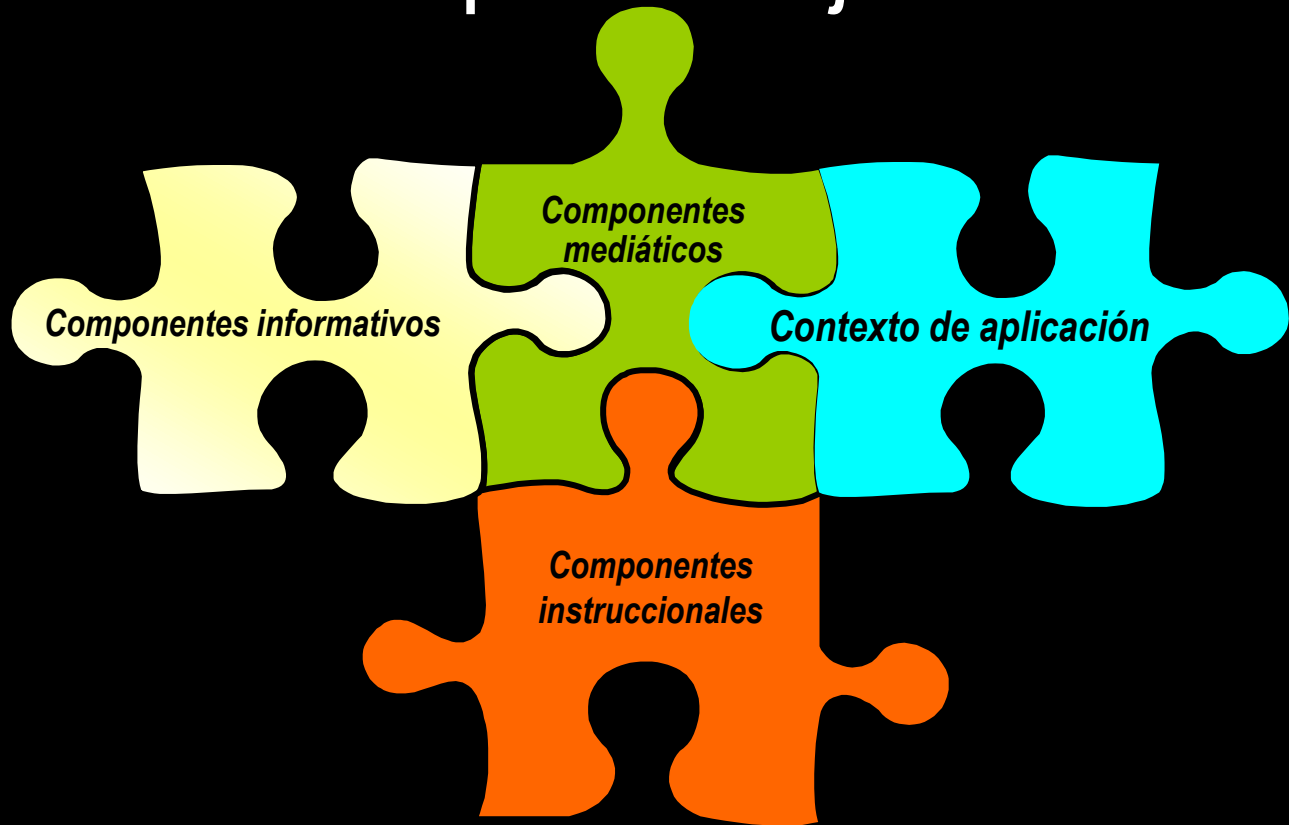 Componentes
mediáticos
Componentes informativos
Contexto de aplicación
Componentes
instruccionales